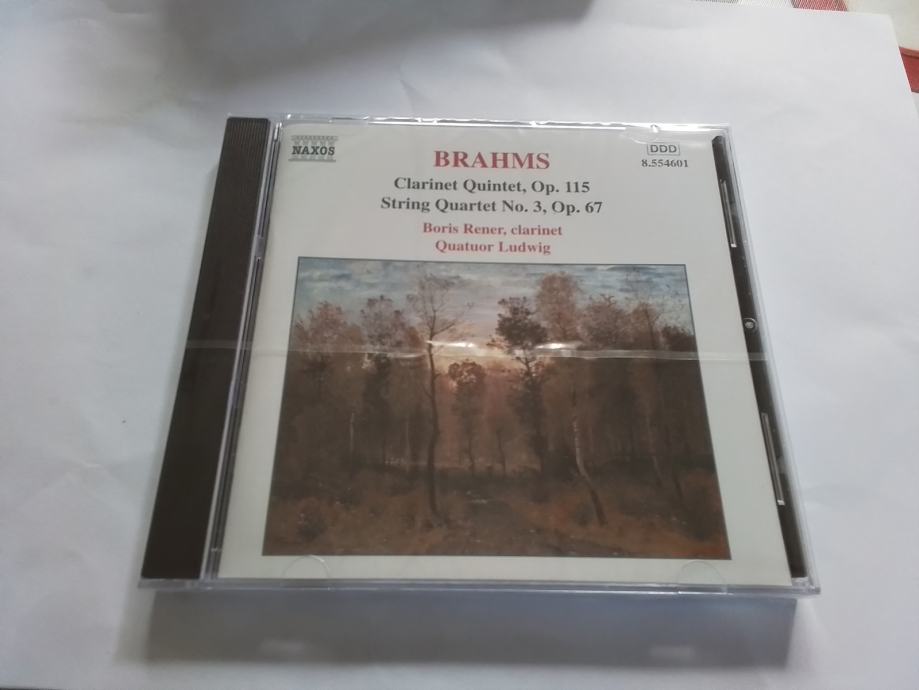 NAXOS
DDD
8.554601
BRAHMS
Clarinet Quintet, Op. 115
String Quartet No. 3, Op. 67
Boris Rener, clarinet
Quatuor Ludwig